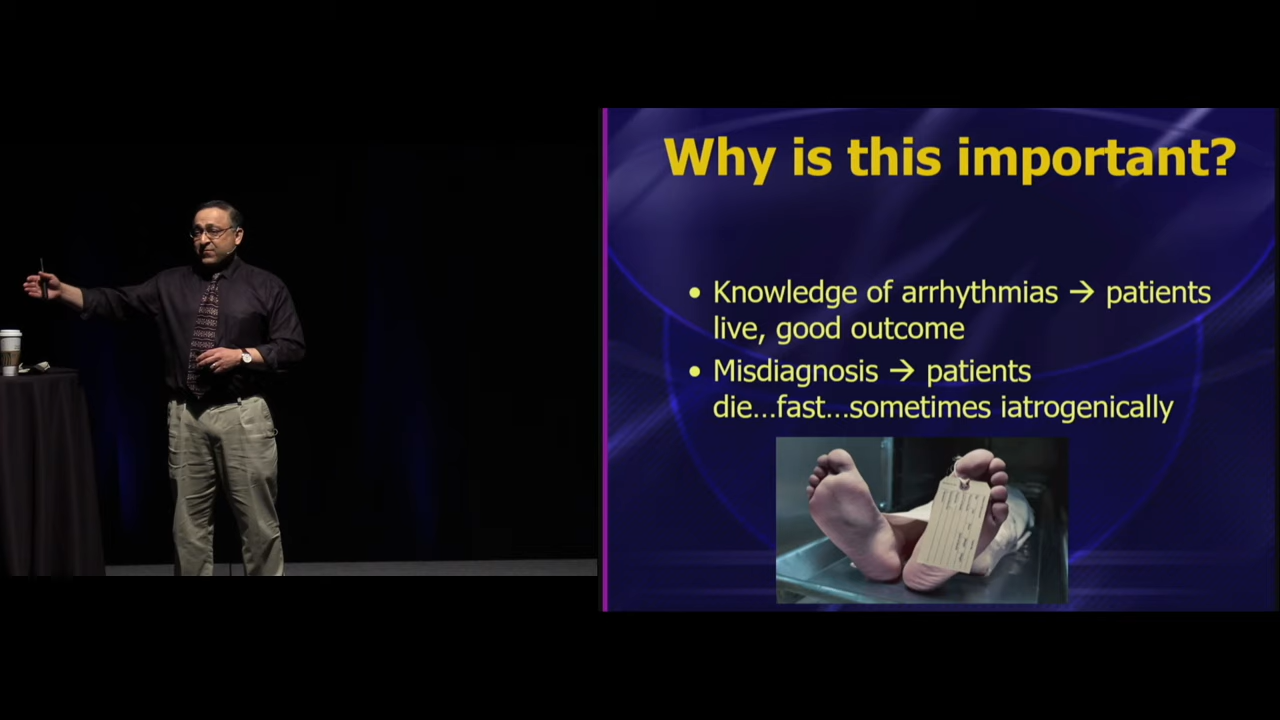 Why is this important?
• Knowledge of arrhythmias → patients
live, good outcome
• Misdiagnosis → patients
die...fast...sometimes iatrogenically